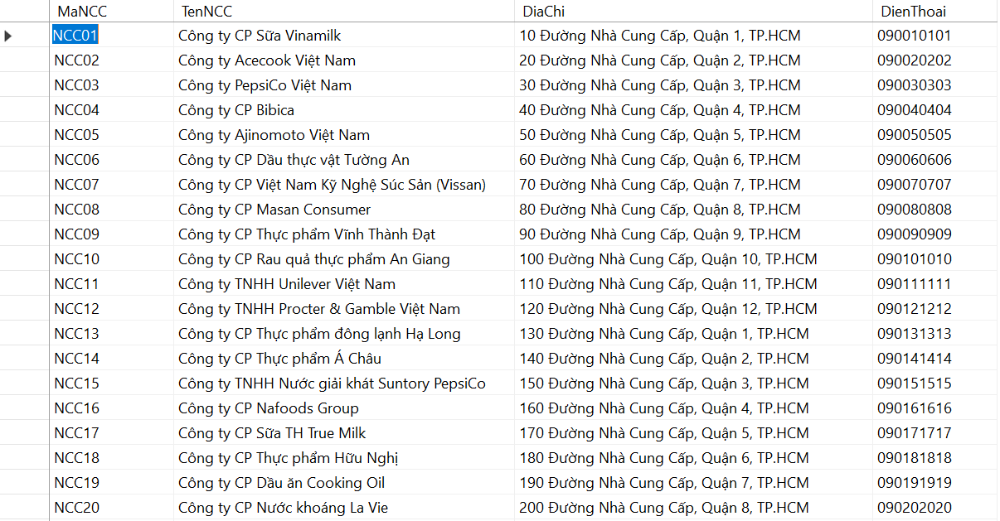 MaNCC TenNCC DiaChi DienThoai
NCC01 Công ty CP Sữa Vinamilk 10 Đường Nhà Cung Cấp, Quận 1, TP.HCM 090010101
NCC02 Công ty Acecook Việt Nam 20 Đường Nhà Cung Cấp, Quận 2, TP.HCM 090020202
NCC03 Công ty PepsiCo Việt Nam 30 Đường Nhà Cung Cấp, Quận 3, TP.HCM 090030303
NCC04 Công ty CP Bibica 40 Đường Nhà Cung Cấp, Quận 4, TP.HCM 090040404
NCC05 Công ty Ajinomoto Việt Nam 50 Đường Nhà Cung Cấp, Quận 5, TP.HCM 090050505
NCC06 Công ty CP Dầu thực vật Tường An 60 Đường Nhà Cung Cấp, Quận 6, TP.HCM 090060606
NCC07 Công ty CP Việt Nam Kỹ Nghệ Súc Sản (Vissan) 70 Đường Nhà Cung Cấp, Quận 7, TP.HCM 090070707
NCC08 Công ty CP Masan Consumer 80 Đường Nhà Cung Cấp, Quận 8, TP.HCM 090080808
NCC09 Công ty CP Thực phẩm Vĩnh Thành Đạt 90 Đường Nhà Cung Cấp, Quận 9, TP.HCM 090090909
NCC10 Công ty CP Rau quả thực phẩm An Giang 100 Đường Nhà Cung Cấp, Quận 10, TP.HCM 090101010
NCC11 Công ty TNHH Unilever Việt Nam 110 Đường Nhà Cung Cấp, Quận 11, TP.HCM 090111111
NCC12 Công ty TNHH Procter & Gamble Việt Nam 120 Đường Nhà Cung Cấp, Quận 12, TP.HCM 090121212
NCC13 Công ty CP Thực phẩm đông lạnh Hạ Long 130 Đường Nhà Cung Cấp, Quận 1, TP.HCM 090131313
NCC14 Công ty CP Thực phẩm Á Châu 140 Đường Nhà Cung Cấp, Quận 2, TP.HCM 090141414
NCC15 Công ty TNHH Nước giải khát Suntory PepsiCo 150 Đường Nhà Cung Cấp, Quận 3, TP.HCM 090151515
NCC16 Công ty CP Nafoods Group 160 Đường Nhà Cung Cấp, Quận 4, TP.HCM 090161616
NCC17 Công ty CP Sữa TH True Milk 170 Đường Nhà Cung Cấp, Quận 5, TP.HCM 090171717
NCC18 Công ty CP Thực phẩm Hữu Nghị 180 Đường Nhà Cung Cấp, Quận 6, TP.HCM 090181818
NCC19 Công ty CP Dầu ăn Cooking Oil 190 Đường Nhà Cung Cấp, Quận 7, TP.HCM 090191919
NCC20 Công ty CP Nước khoáng La Vie 200 Đường Nhà Cung Cấp, Quận 8, TP.HCM 090202020